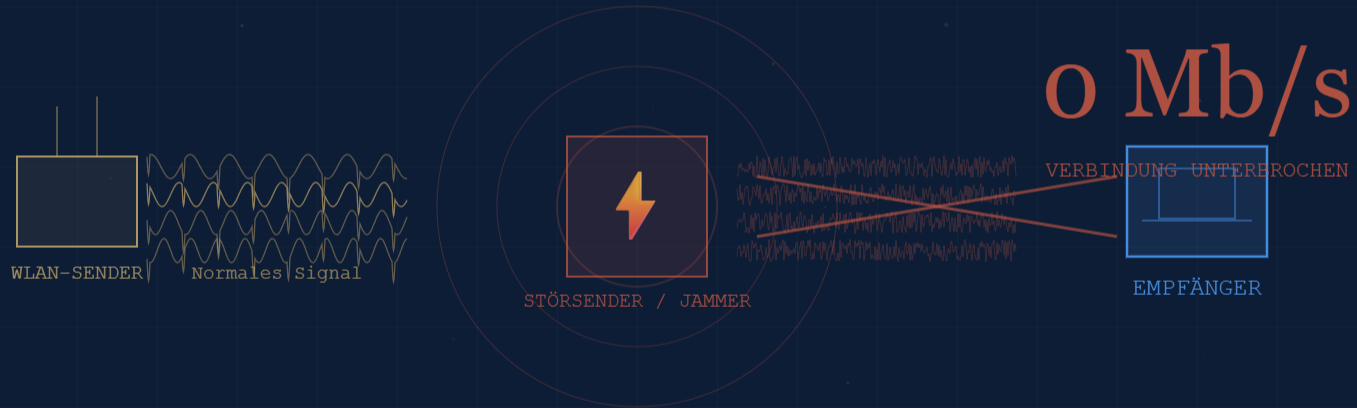 0 Mb/s
VERBINDUNG UNTERBROCHEN
WLAN-SENDER
Normales Signal
STÖRSENDER / JAMMER
EMPFÄNGER